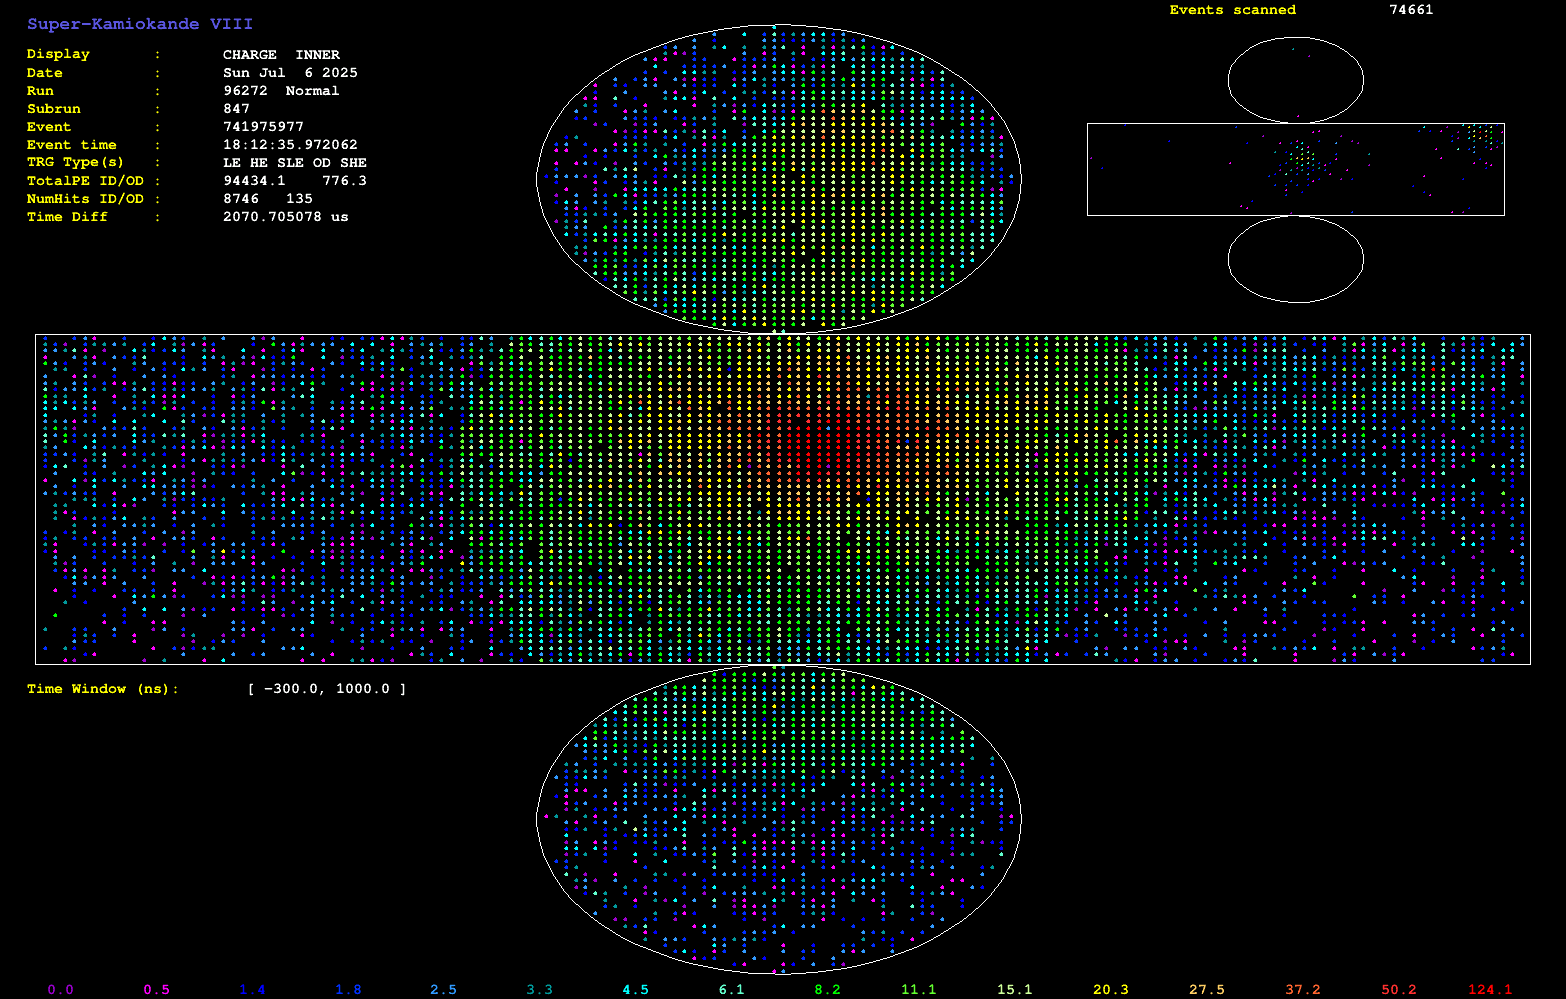 Super-Kamiokande VIII
Events scanned 74661
Display : CHARGE INNER
Date : Sun Jul 6 2025
Run : 96272 Normal
Subrun : 847
Event : 741975977
Event time : 18:12:35.972062
TRG Type(s) : LE HE SLE OD SHE
TotalPE ID/OD : 94434.1 776.3
NumHits ID/OD : 8746 135
Time Diff : 2070.705078 us
Time Window (ns): [ -300.0, 1000.0 ]
0.0 0.5 1.4 1.8 2.5 3.3 4.5 6.1 8.2 11.1 15.1 20.3 27.5 37.2 50.2 124.1